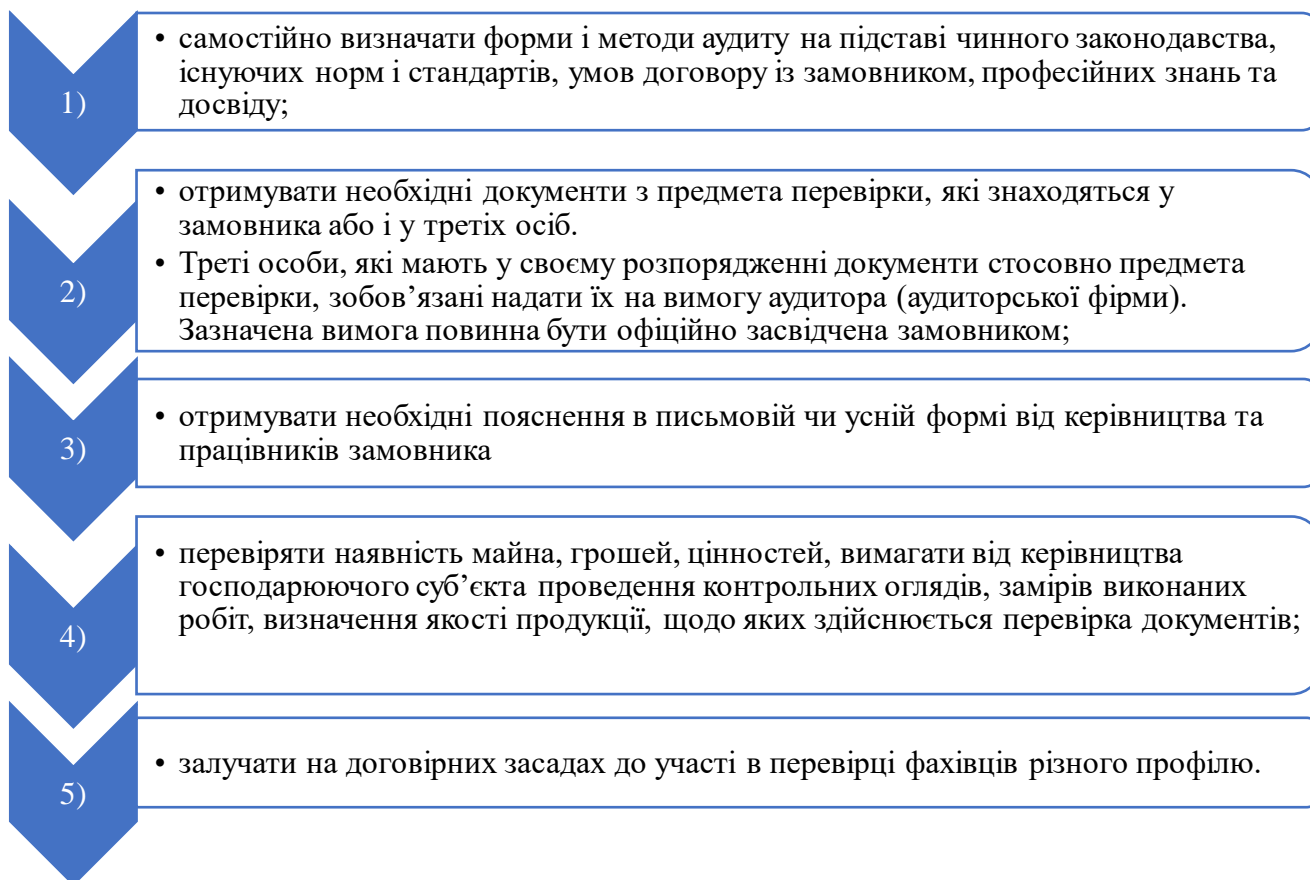 1)
• самостійно визначати форми і методи аудиту на підставі чинного законодавства,
існуючих норм і стандартів, умов договору із замовником, професійних знань та
досвіду;
2)
• отримувати необхідні документи з предмета перевірки, які знаходяться у
замовника або і у третіх осіб.
• Треті особи, які мають у своєму розпорядженні документи стосовно предмета
перевірки, зобов’язані надати їх на вимогу аудитора (аудиторської фірми).
Зазначена вимога повинна бути офіційно засвідчена замовником;
3)
• отримувати необхідні пояснення в письмовій чи усній формі від керівництва та
працівників замовника
4)
• перевіряти наявність майна, грошей, цінностей, вимагати від керівництва
господарюючого суб’єкта проведення контрольних оглядів, замірів виконаних
робіт, визначення якості продукції, щодо яких здійснюється перевірка документів;
5)
• залучати на договірних засадах до участі в перевірці фахівців різного профілю.